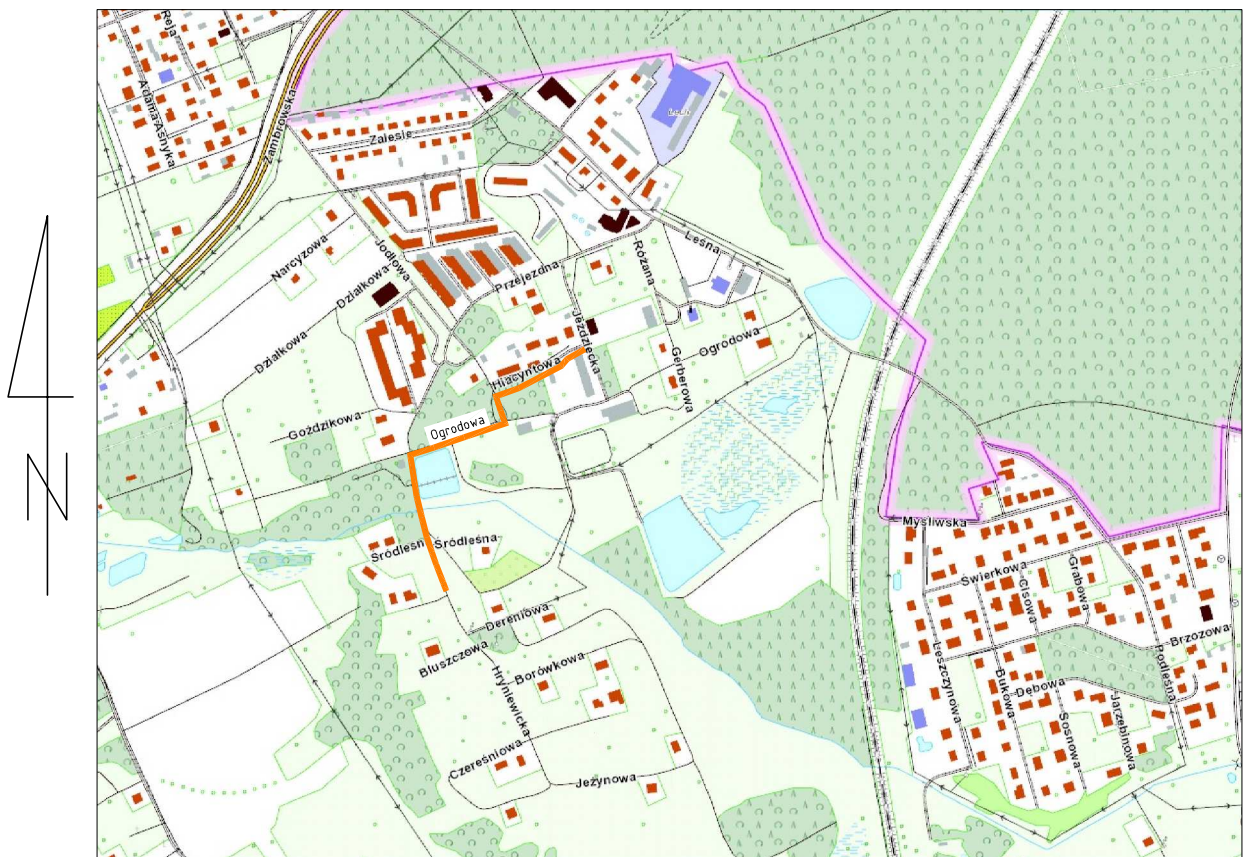 Reja
Adama Asnyka
Zambrowska
Zalesie
Leśna
Różana
Narcyzowa
Jodłowa
Działkowa
Przejezdna
Jeździecka
Działkowa
Ogrodowa
Hiacyntowa
Gerberowa
Goździkowa
Ogrodowa
N
Myśliwska
Śródleśn
Śródleśna
Świerkowa
Cisowa
Grabowa
Dereniowa
Brzozowa
Bluszczowa
Borówkowa
Leszczynowa
Podleśna
Hryniewicka
Bukowa
Dębowa
Sosnowa
Jarzębinowa
Czereśniowa
Jeżynowa